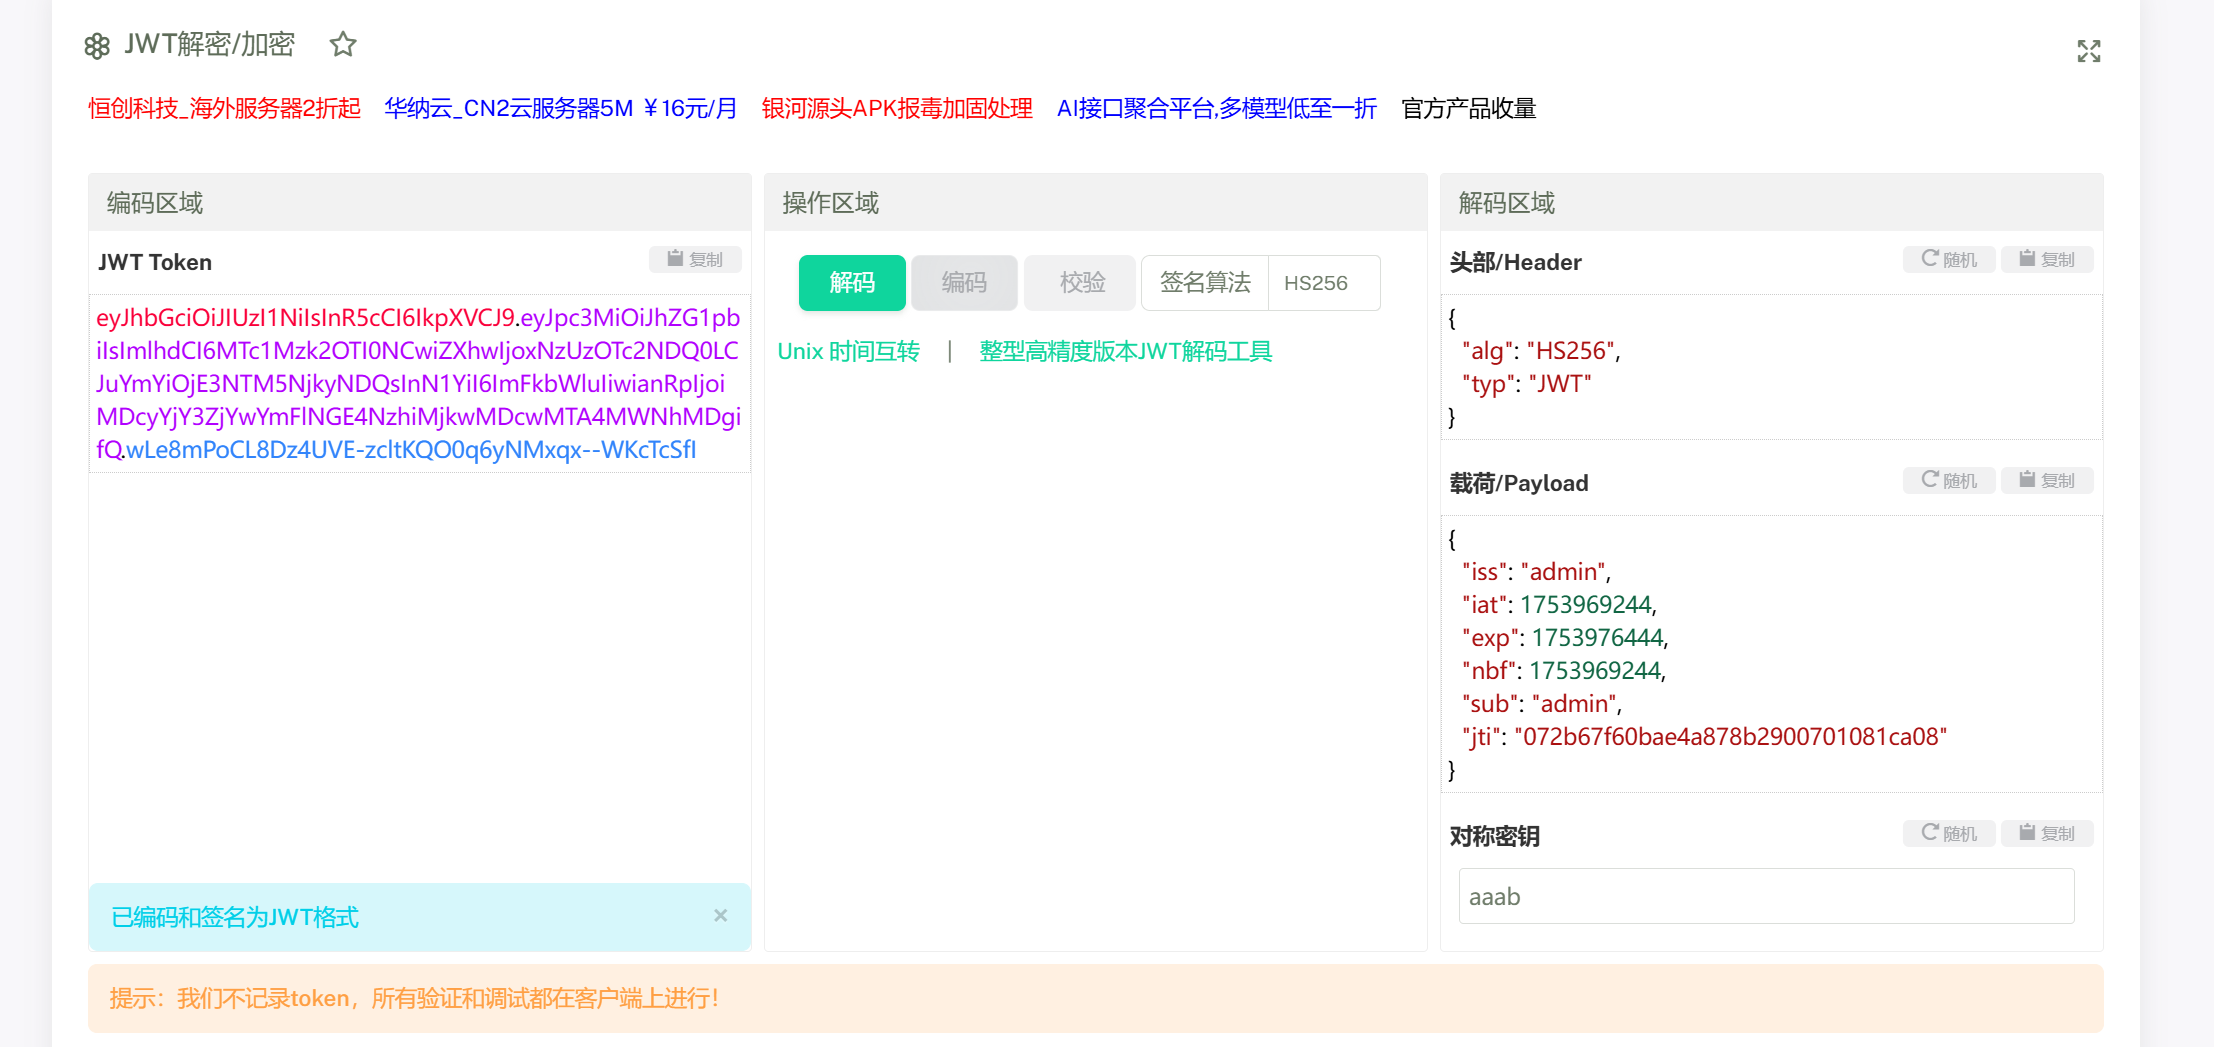 JWT解密/加密
恒创科技_海外服务器2折起 华纳云_CN2云服务器5M ￥16元/月 银河源头APK报毒加固处理 AI接口聚合平台,多模型低至一折 官方产品收量
编码区域
JWT Token
复制
eyJhbGciOiJIUzI1NiIsInR5cCI6IkpXVCJ9.eyJpc3MiOiJhZG1pb
iIsImlhdCI6MTc1Mzk2OTI0NCwiZXhwIjoxNzUzOTc2NDQ0LC
JuYmYiOjE3NTM5NjkyNDQsInN1YiI6ImFkbWluIiwianRpIjoi
MDcyYjY3ZjYwYmFlNGE4NzhiMjkwMDcwMTA4MWNhMDgi
fQ.wLe8mPoCL8Dz4UVE-zcltKQO0q6yNMxqx--WKcTcSfI
已编码和签名为JWT格式
×
操作区域
解码 编码 校验 签名算法 HS256
Unix 时间互转 | 整型高精度版本JWT解码工具
解码区域
头部/Header
随机 复制
{
"alg": "HS256",
"typ": "JWT"
}
载荷/Payload
随机 复制
{
"iss": "admin",
"iat": 1753969244,
"exp": 1753976444,
"nbf": 1753969244,
"sub": "admin",
"jti": "072b67f60bae4a878b2900701081ca08"
}
对称密钥
随机 复制
aaab
提示：我们不记录token，所有验证和调试都在客户端上进行！